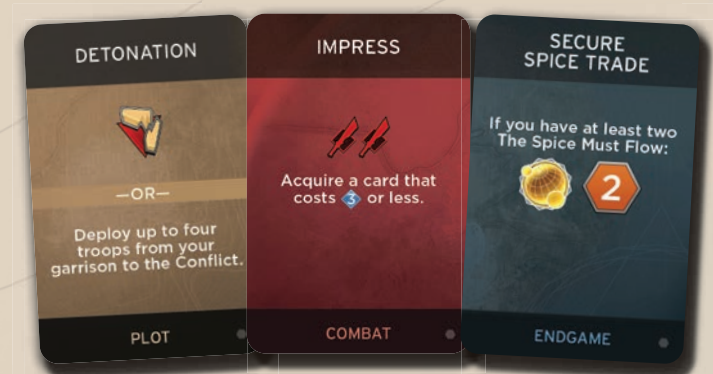 DETONATION
—OR—
Deploy up to four
troops from your
garrison to the Conflict.
PLOT
IMPRESS
Acquire a card that
costs 3 or less.
COMBAT
SECURE
SPICE TRADE
If you have at least two
The Spice Must Flow:
2
ENDGAME